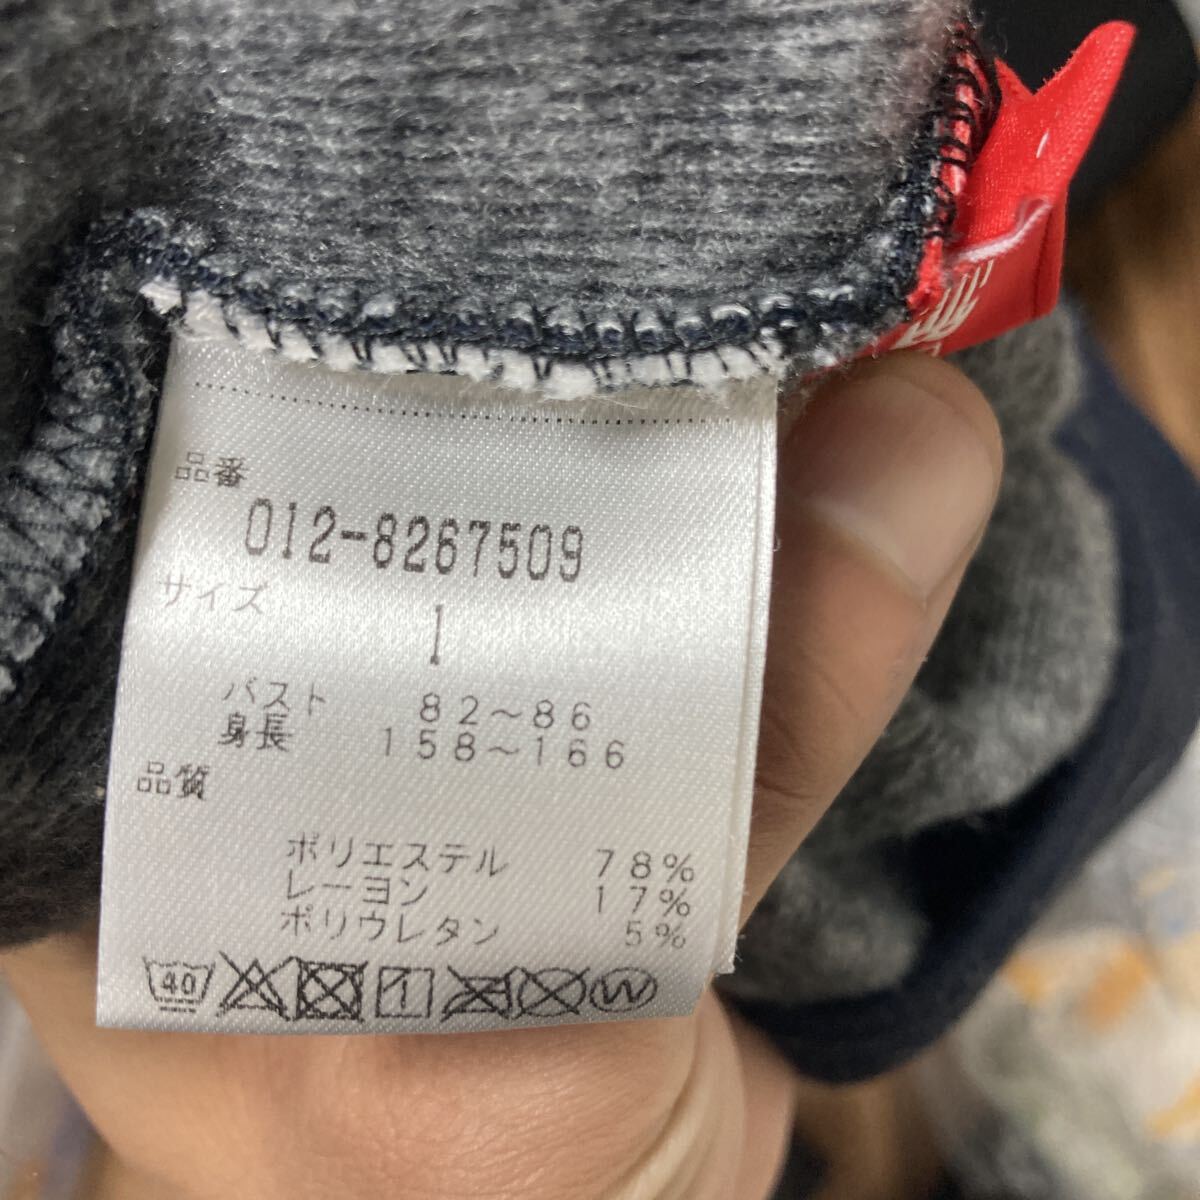 品番
012-8267509
サイズ
1
バスト 82～86
身長 158～166
品質
ポリエステル 78%
レーヨン 17%
ポリウレタン 5%
40 1 W